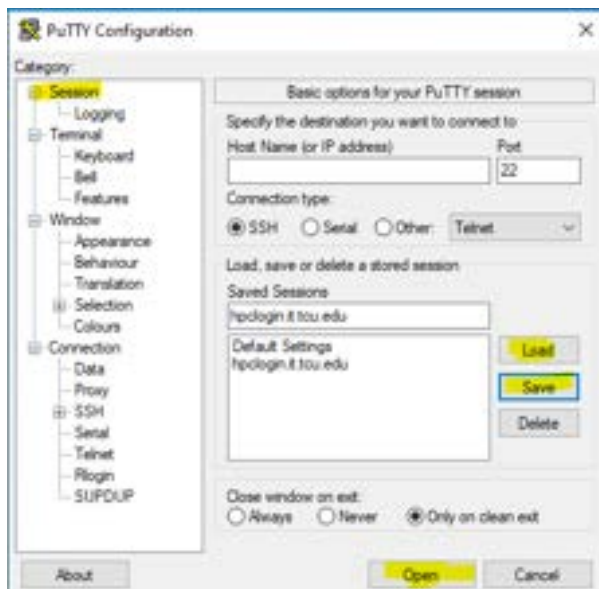 PuTTY Configuration
Category:
Session
Logging
Terminal
Keyboard
Bell
Features
Window
Appearance
Behaviour
Translation
Selection
Colours
Connection
Data
Proxy
SSH
Serial
Telnet
Rlogin
SUPDUP
Basic options for your PuTTY session
Specify the destination you want to connect to
Host Name (or IP address) Port
22
Connection type:
SSH Serial Other: Telnet
Load, save or delete a stored session
Saved Sessions
hpclogin.it.tcu.edu
Default Settings
hpclogin.it.tcu.edu
Load
Save
Delete
Close window on exit:
Always Never Only on clean exit
About Open Cancel